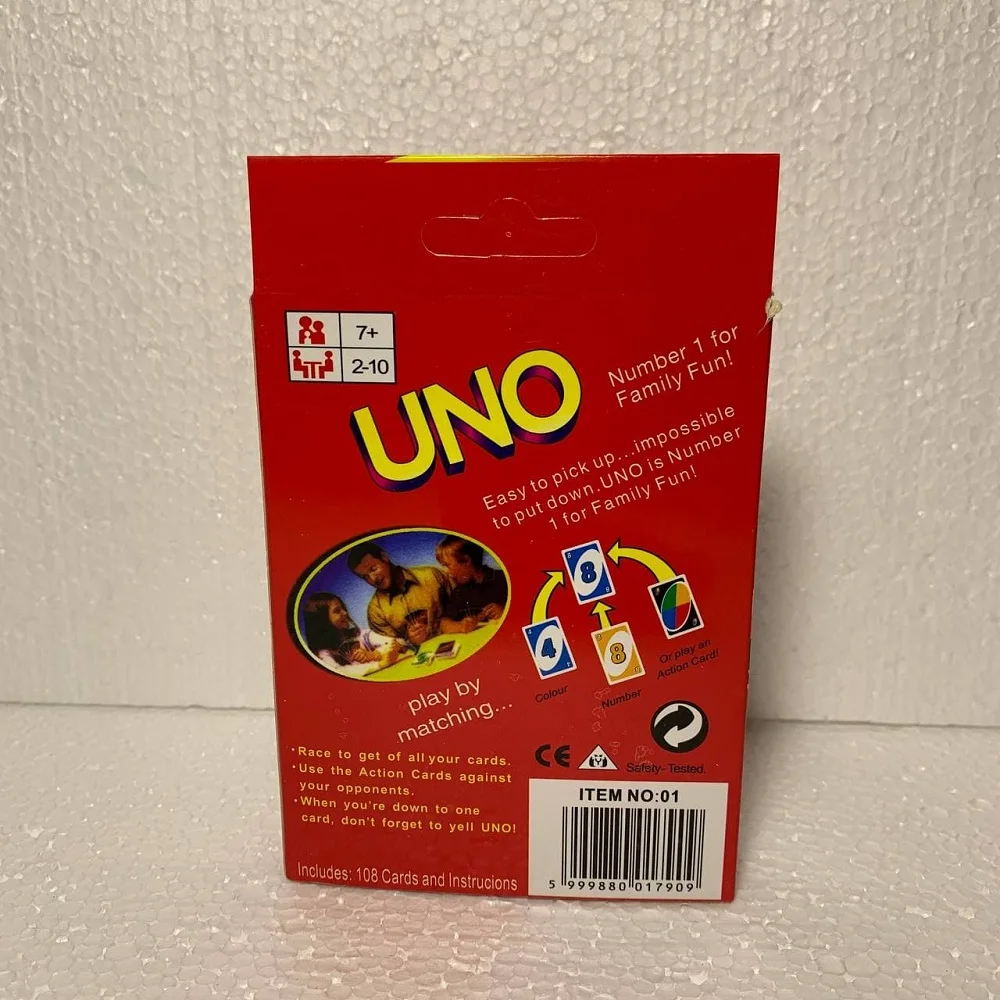 7+
2-10
UNO
Number 1 for
Family Fun!
Easy to pick up...impossible
to put down.UNO is Number
1 for Family Fun!
8
4
8
Colour
Number
Or play an
Action Card!
play by
matching...
·Race to get of all your cards.
·Use the Action Cards against
your opponents.
·When you're down to one
card, don't forget to yell UNO!
CE
Safety-Tested.
ITEM NO:01
5 999880 017909
Includes: 108 Cards and Instrucions